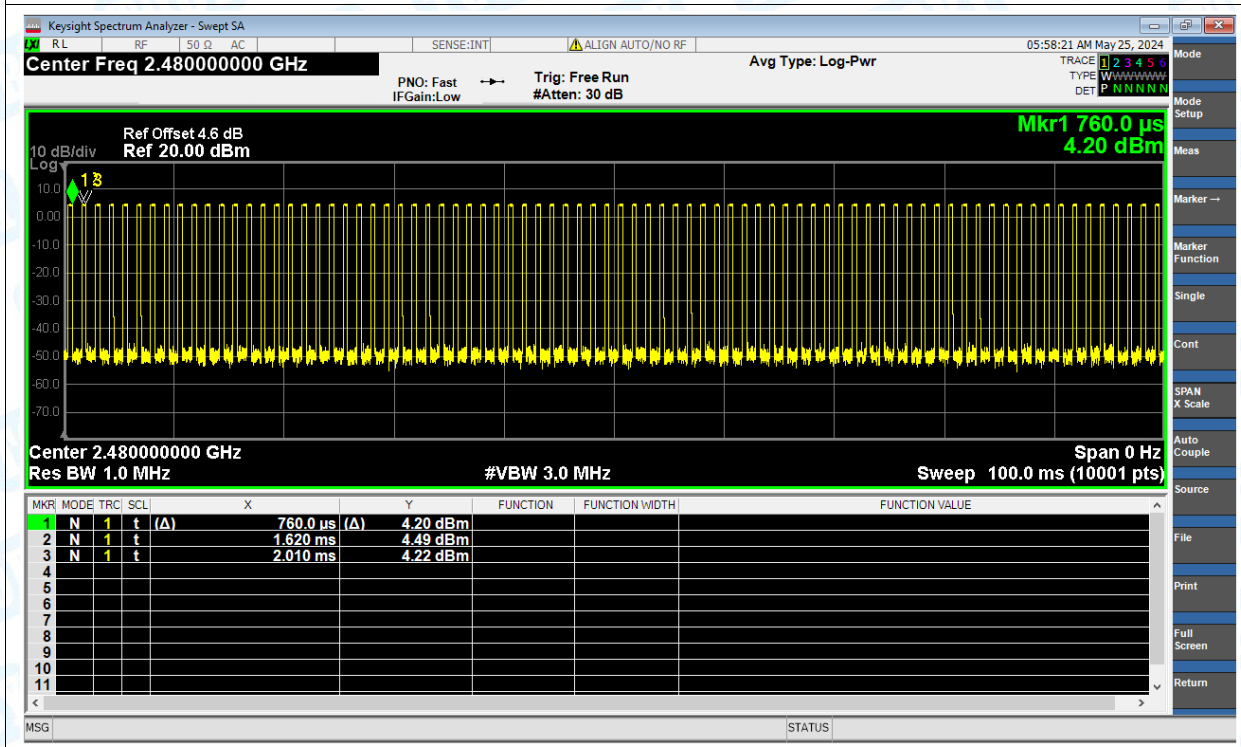 Keysight Spectrum Analyzer - Swept SA
LXI RL RF 50 Ω AC SENSE:INT ALIGN AUTO/NO RF 05:58:21 AM May 25, 2024
Center Freq 2.480000000 GHz
PNO: Fast
IFGain:Low
Trig: Free Run
#Atten: 30 dB
Avg Type: Log-Pwr
TRACE 1 2 3 4 5 6
TYPE WWWWWW
DET P N N N N N
Mkr1 760.0 µs
4.20 dBm
Ref Offset 4.6 dB
10 dB/div Ref 20.00 dBm
Log
10.0
0.00
-10.0
-20.0
-30.0
-40.0
-50.0
-60.0
-70.0
1
3
Center 2.480000000 GHz Span 0 Hz
Res BW 1.0 MHz #VBW 3.0 MHz Sweep 100.0 ms (10001 pts)
MKR MODE TRC SCL X Y FUNCTION FUNCTION WIDTH FUNCTION VALUE
1 N 1 t (Δ) 760.0 µs (Δ) 4.20 dBm
2 N 1 t 1.620 ms 4.49 dBm
3 N 1 t 2.010 ms 4.22 dBm
4
5
6
7
8
9
10
11
MSG STATUS
Mode
Mode
Setup
Meas
Marker→
Marker
Function
Single
Cont
SPAN
X Scale
Auto
Couple
Source
File
Print
Full
Screen
Return